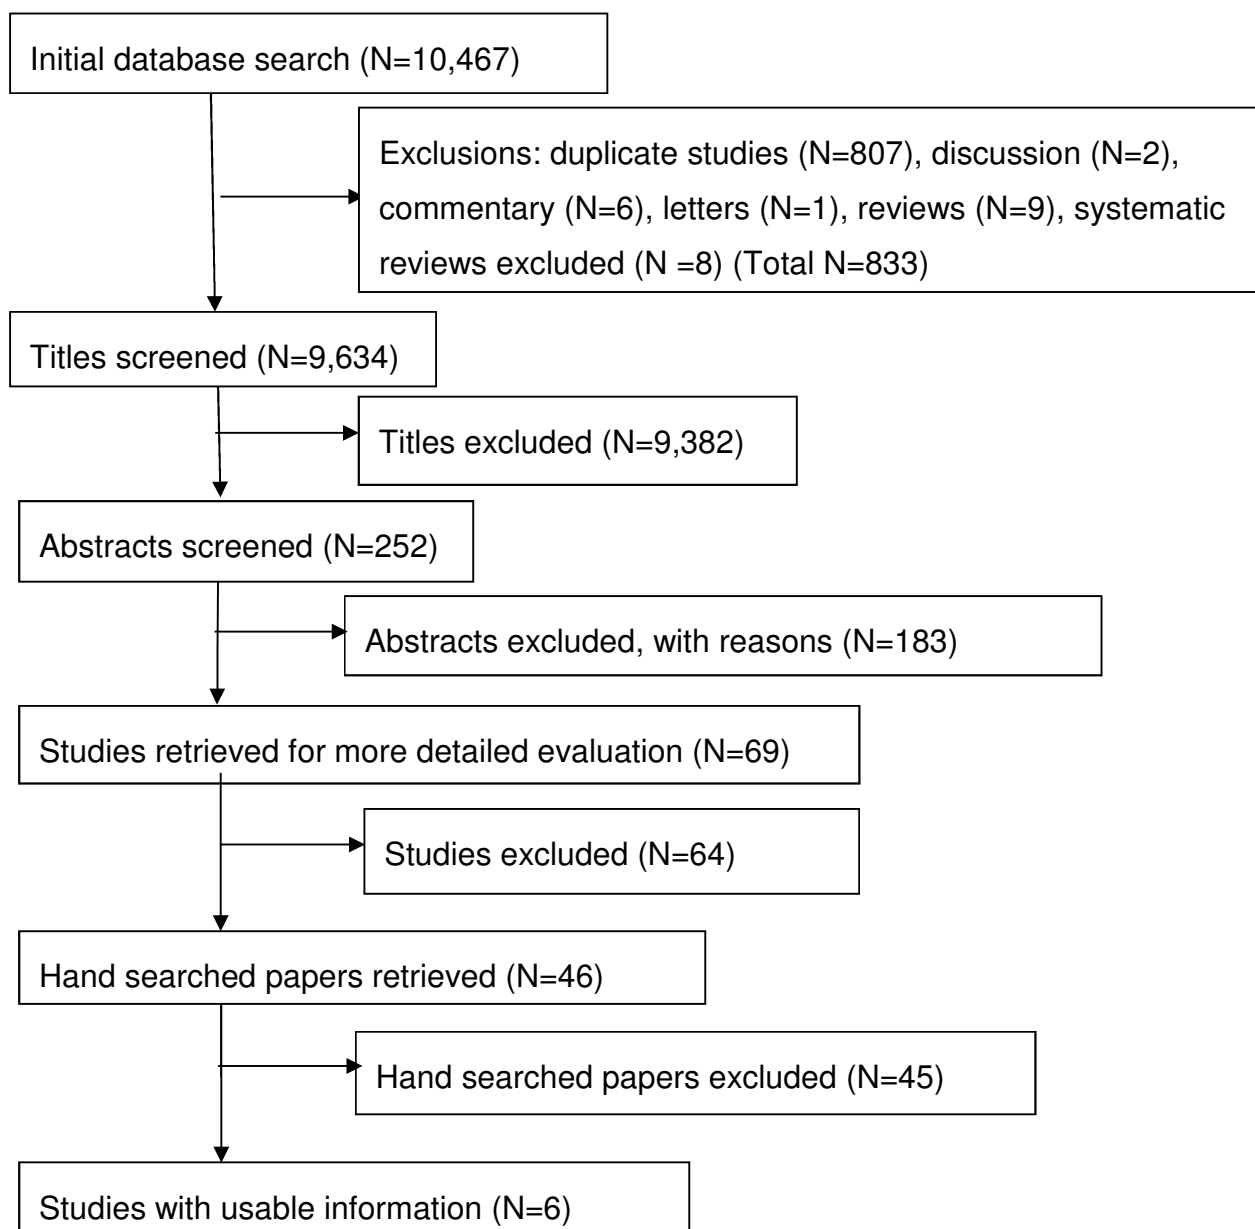 Initial database search (N=10,467)
Exclusions: duplicate studies (N=807), discussion (N=2),
commentary (N=6), letters (N=1), reviews (N=9), systematic
reviews excluded (N =8) (Total N=833)
Titles screened (N=9,634)
Titles excluded (N=9,382)
Abstracts screened (N=252)
Abstracts excluded, with reasons (N=183)
Studies retrieved for more detailed evaluation (N=69)
Studies excluded (N=64)
Hand searched papers retrieved (N=46)
Hand searched papers excluded (N=45)
Studies with usable information (N=6)